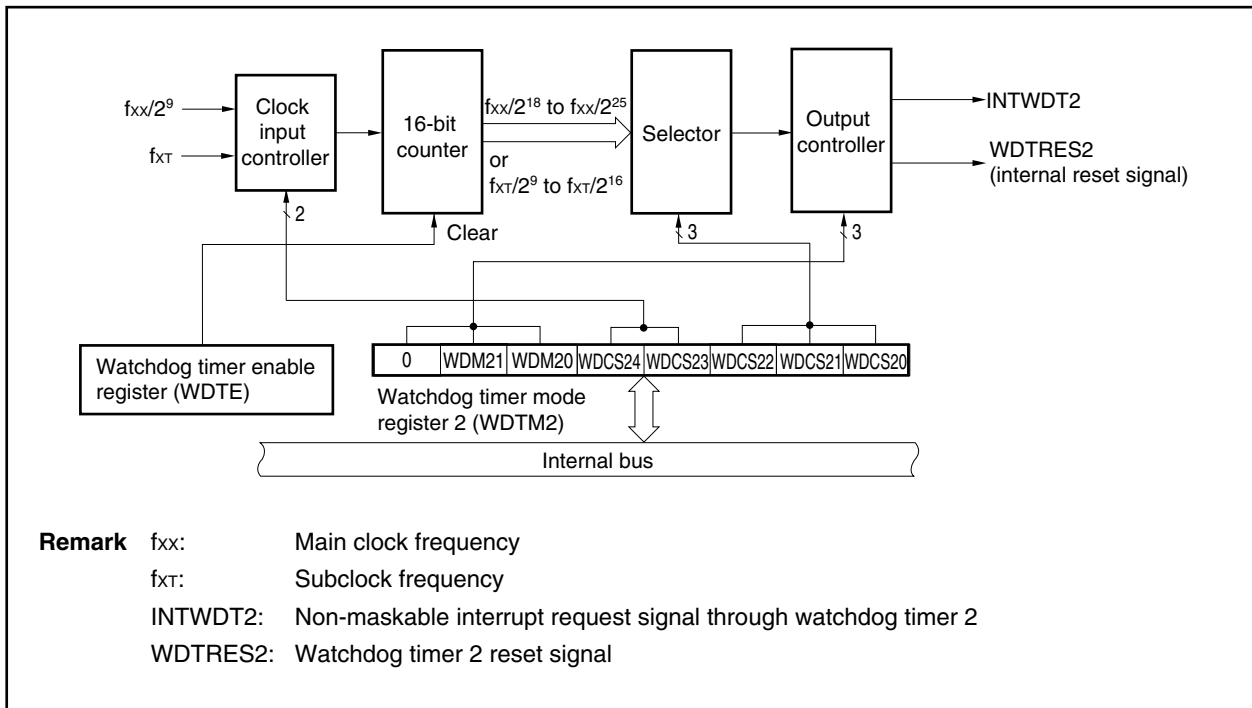 fXX/2^9
fXT
Clock
input
controller
2
16-bit
counter
Clear
fXX/2^18 to fXX/2^25
or
fXT/2^9 to fXT/2^16
Selector
3
Output
controller
3
INTWDT2
WDTRES2
(internal reset signal)
Watchdog timer enable
register (WDTE)
0 WDM21 WDM20 WDCS24 WDCS23 WDCS22 WDCS21 WDCS20
Watchdog timer mode
register 2 (WDTM2)
Internal bus
Remark fXX: Main clock frequency
fXT: Subclock frequency
INTWDT2: Non-maskable interrupt request signal through watchdog timer 2
WDTRES2: Watchdog timer 2 reset signal